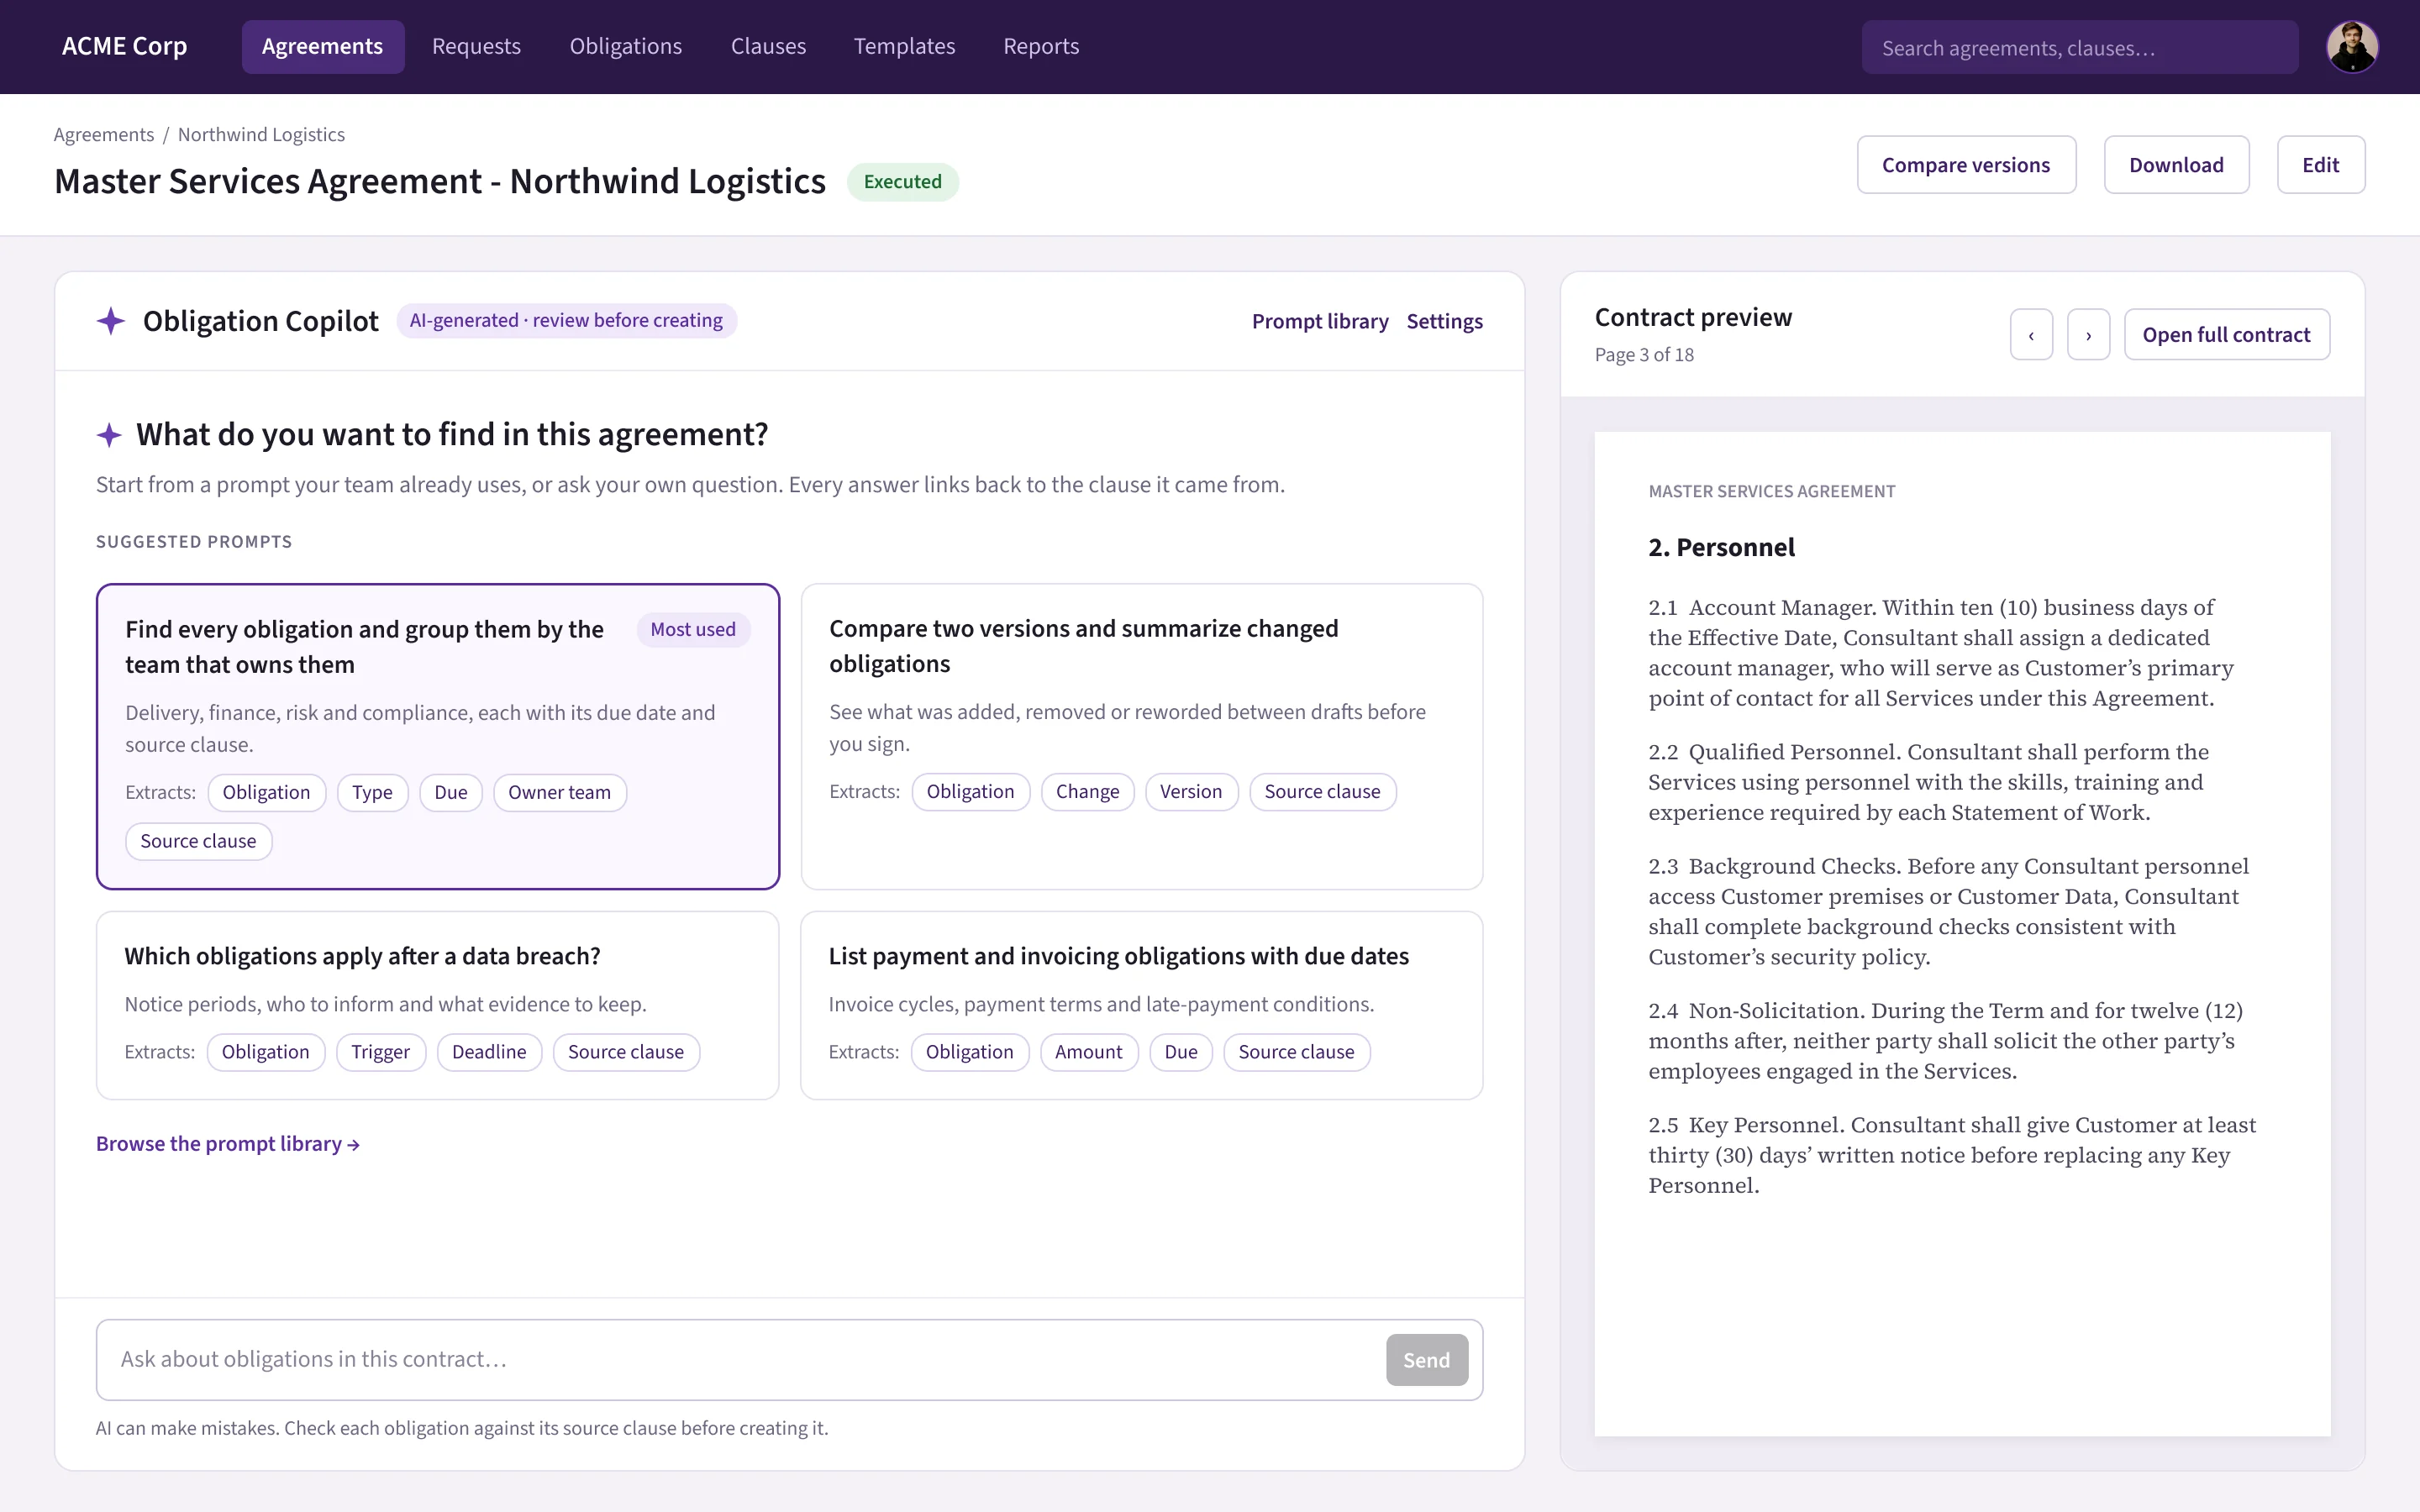 ACME Corp
Agreements
Requests
Obligations
Clauses
Templates
Reports
Search agreements, clauses…
Agreements / Northwind Logistics
Master Services Agreement - Northwind Logistics
Executed
Compare versions
Download
Edit
Obligation Copilot
AI-generated · review before creating
Prompt library
Settings
What do you want to find in this agreement?
Start from a prompt your team already uses, or ask your own question. Every answer links back to the clause it came from.
SUGGESTED PROMPTS
Find every obligation and group them by the
team that owns them
Most used
Delivery, finance, risk and compliance, each with its due date and
source clause.
Extracts: Obligation Type Due Owner team
Source clause
Compare two versions and summarize changed
obligations
See what was added, removed or reworded between drafts before
you sign.
Extracts: Obligation Change Version Source clause
Which obligations apply after a data breach?
Notice periods, who to inform and what evidence to keep.
Extracts: Obligation Trigger Deadline Source clause
List payment and invoicing obligations with due dates
Invoice cycles, payment terms and late-payment conditions.
Extracts: Obligation Amount Due Source clause
Browse the prompt library →
Ask about obligations in this contract…
Send
AI can make mistakes. Check each obligation against its source clause before creating it.
Contract preview
Page 3 of 18
‹
›
Open full contract
MASTER SERVICES AGREEMENT
2. Personnel
2.1 Account Manager. Within ten (10) business days of
the Effective Date, Consultant shall assign a dedicated
account manager, who will serve as Customer’s primary
point of contact for all Services under this Agreement.
2.2 Qualified Personnel. Consultant shall perform the
Services using personnel with the skills, training and
experience required by each Statement of Work.
2.3 Background Checks. Before any Consultant personnel
access Customer premises or Customer Data, Consultant
shall complete background checks consistent with
Customer’s security policy.
2.4 Non-Solicitation. During the Term and for twelve (12)
months after, neither party shall solicit the other party’s
employees engaged in the Services.
2.5 Key Personnel. Consultant shall give Customer at least
thirty (30) days’ written notice before replacing any Key
Personnel.